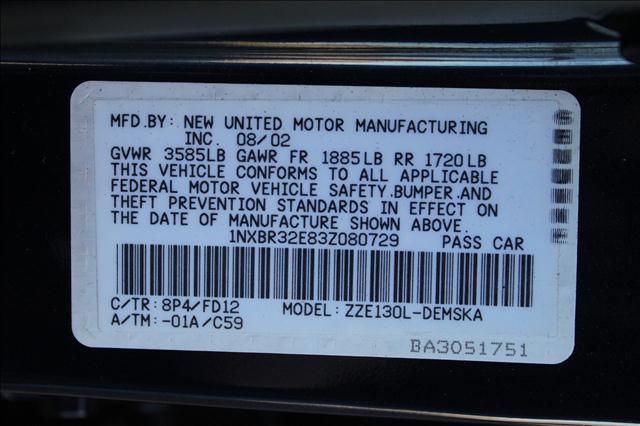 MFD.BY: NEW UNITED MOTOR MANUFACTURING
INC. 08/02
GVWR 3585LB GAWR FR 1885LB RR 1720LB
THIS VEHICLE CONFORMS TO ALL APPLICABLE
FEDERAL MOTOR VEHICLE SAFETY.BUMPER.AND
THEFT PREVENTION STANDARDS IN EFFECT ON
THE DATE OF MANUFACTURE SHOWN ABOVE.
1NXBR32E83Z080729 PASS CAR
C/TR: 8P4/FD12 MODEL: ZZE130L-DEMSKA
A/TM: -01A/C59
BA3051751